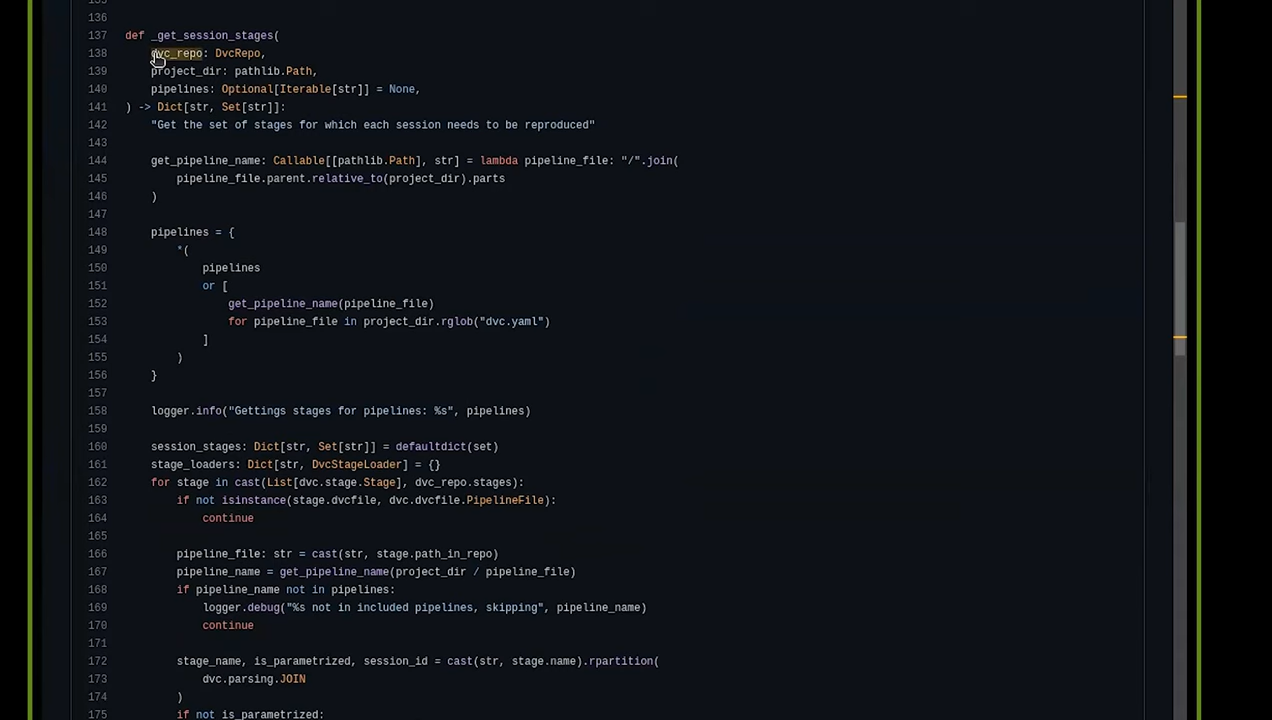 136
137 def _get_session_stages(
138 dvc_repo: DvcRepo,
139 project_dir: pathlib.Path,
140 pipelines: Optional[Iterable[str]] = None,
141 ) -> Dict[str, Set[str]]:
142 "Get the set of stages for which each session needs to be reproduced"
143
144 get_pipeline_name: Callable[[pathlib.Path], str] = lambda pipeline_file: "/".join(
145 pipeline_file.parent.relative_to(project_dir).parts
146 )
147
148 pipelines = {
149 *(
150 pipelines
151 or [
152 get_pipeline_name(pipeline_file)
153 for pipeline_file in project_dir.rglob("dvc.yaml")
154 ]
155 )
156 }
157
158 logger.info("Gettings stages for pipelines: %s", pipelines)
159
160 session_stages: Dict[str, Set[str]] = defaultdict(set)
161 stage_loaders: Dict[str, DvcStageLoader] = {}
162 for stage in cast(List[dvc.stage.Stage], dvc_repo.stages):
163 if not isinstance(stage.dvcfile, dvc.dvcfile.PipelineFile):
164 continue
165
166 pipeline_file: str = cast(str, stage.path_in_repo)
167 pipeline_name = get_pipeline_name(project_dir / pipeline_file)
168 if pipeline_name not in pipelines:
169 logger.debug("%s not in included pipelines, skipping", pipeline_name)
170 continue
171
172 stage_name, is_parametrized, session_id = cast(str, stage.name).rpartition(
173 dvc.parsing.JOIN
174 )
175 if not is_parametrized: